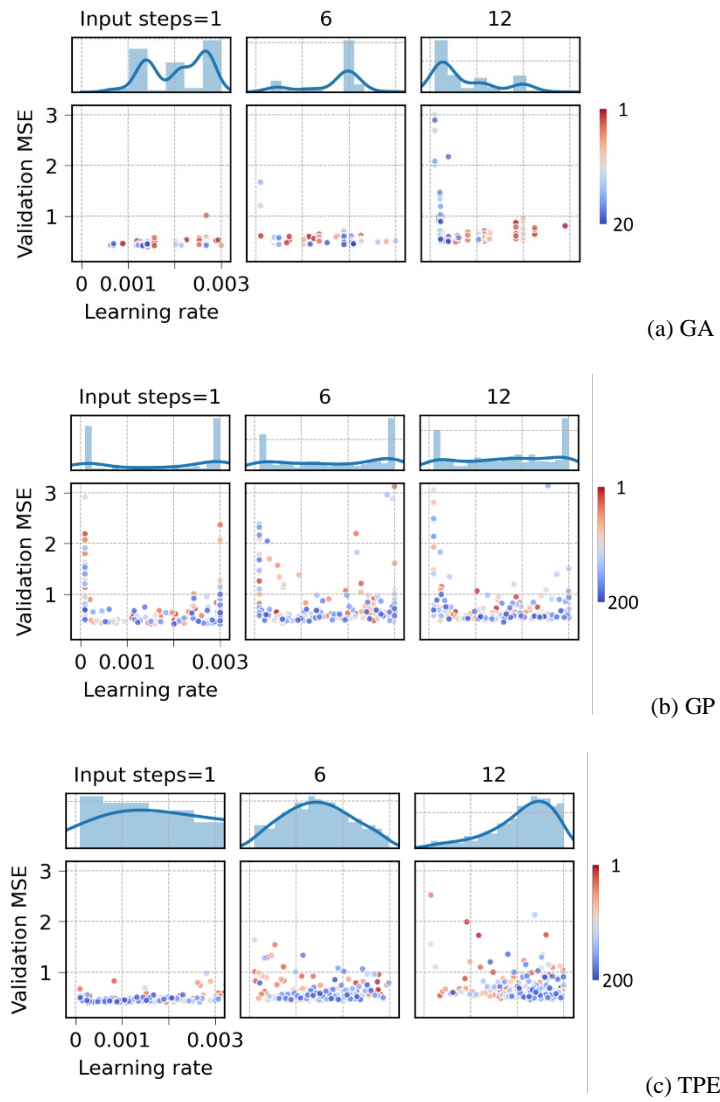 Input steps=1 6 12
3
2
1
Validation MSE
0 0.001 0.003
Learning rate
1
20
(a) GA
Input steps=1 6 12
3
2
1
Validation MSE
0 0.001 0.003
Learning rate
1
200
(b) GP
Input steps=1 6 12
3
2
1
Validation MSE
0 0.001 0.003
Learning rate
1
200
(c) TPE